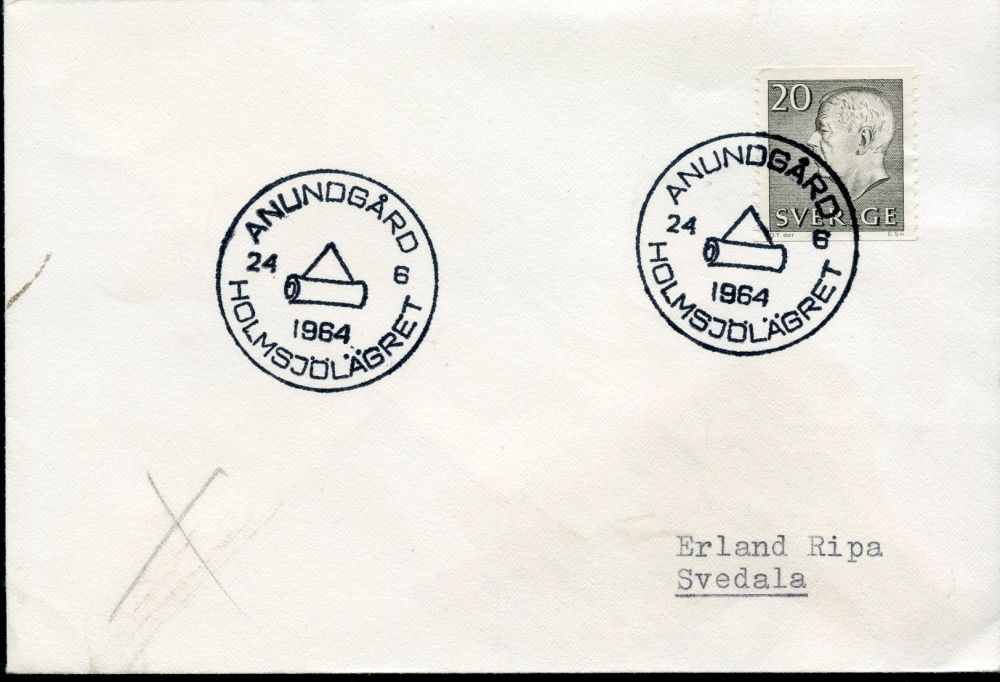 20
SVERIGE
ANUNDGÅRD
24 6
1964
HOLMSJÖLÄGRET
ANUNDGÅRD
24 6
1964
HOLMSJÖLÄGRET
Erland Ripa
Svedala